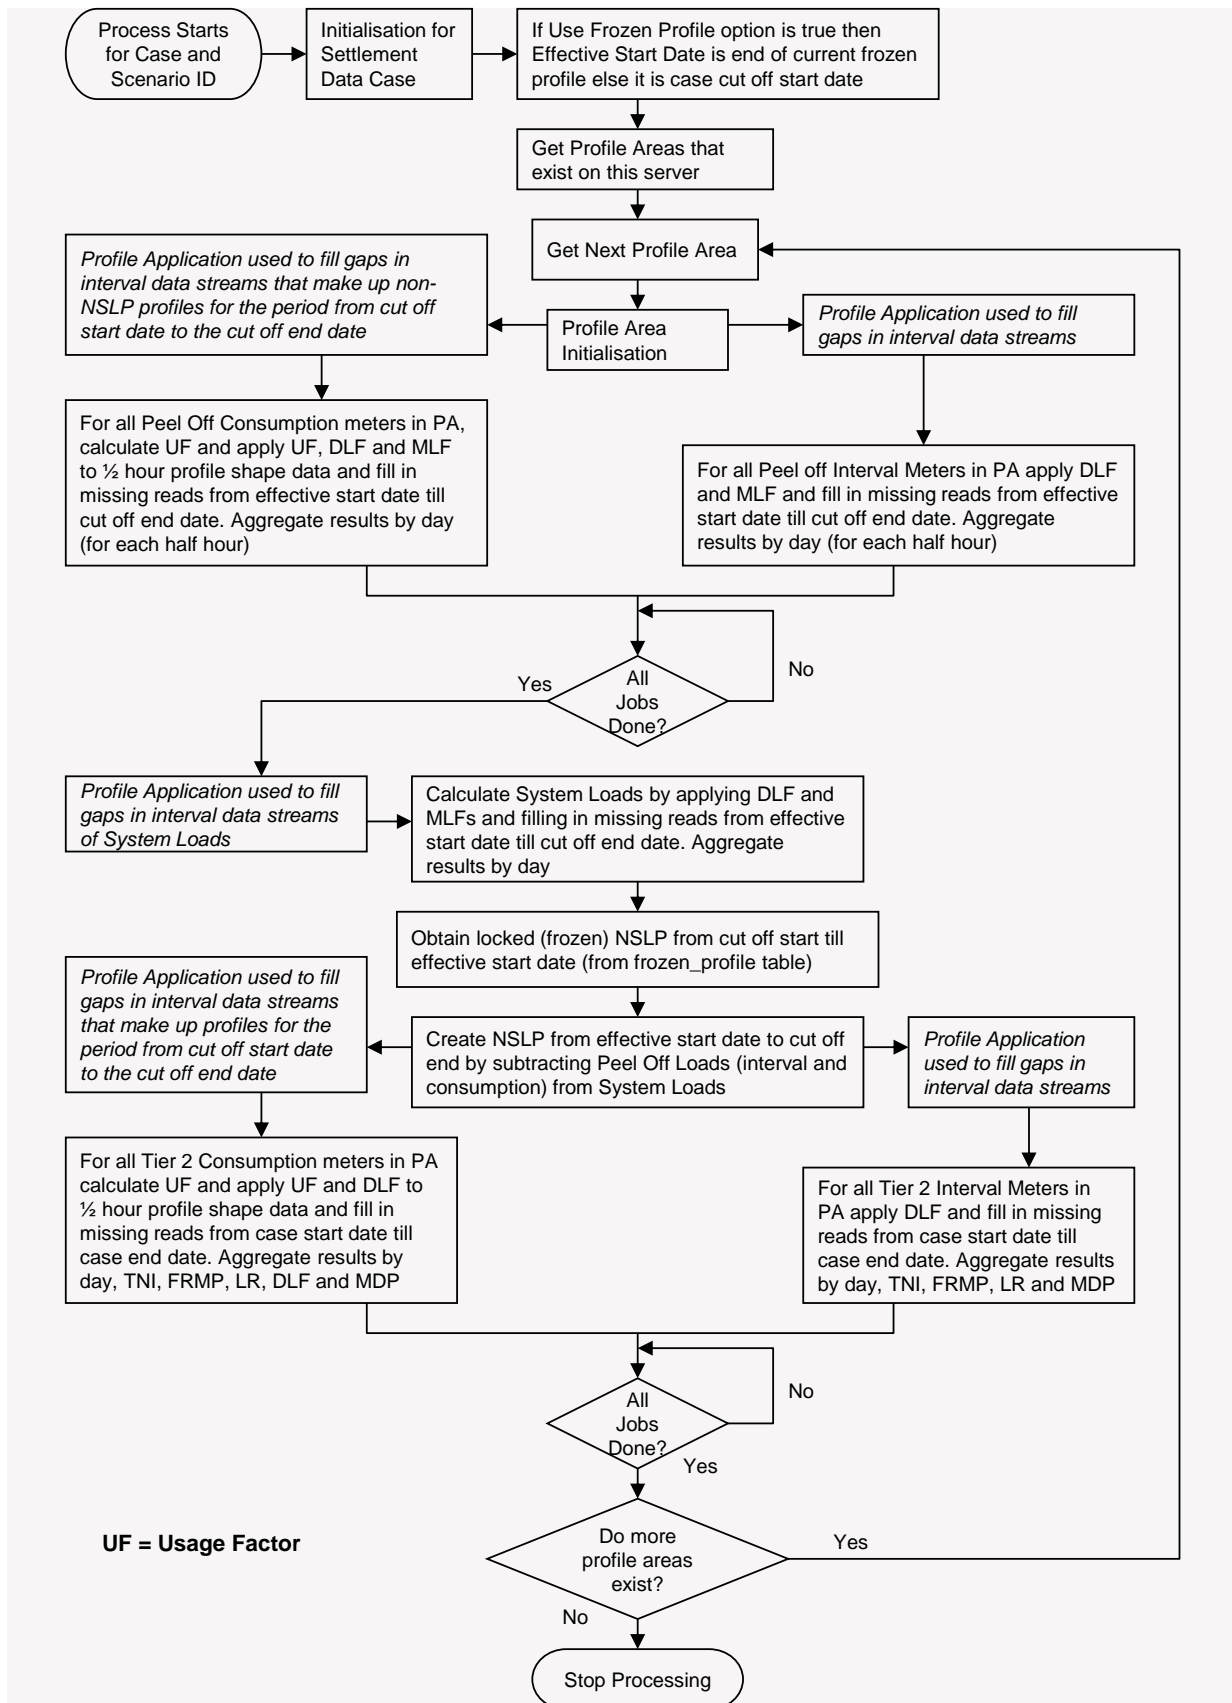 Process Starts
for Case and
Scenario ID
Initialisation for
Settlement
Data Case
If Use Frozen Profile option is true then
Effective Start Date is end of current frozen
profile else it is case cut off start date
Get Profile Areas that
exist on this server
Get Next Profile Area
Profile Application used to fill gaps in
interval data streams that make up non-
NSLP profiles for the period from cut off
start date to the cut off end date
Profile Area
Initialisation
Profile Application used to fill
gaps in interval data streams
For all Peel Off Consumption meters in PA,
calculate UF and apply UF, DLF and MLF
to ½ hour profile shape data and fill in
missing reads from effective start date till
cut off end date. Aggregate results by day
(for each half hour)
For all Peel off Interval Meters in PA apply DLF
and MLF and fill in missing reads from effective
start date till cut off end date. Aggregate
results by day (for each half hour)
All
Jobs
Done?
No
Yes
Profile Application used to fill
gaps in interval data streams
of System Loads
Calculate System Loads by applying DLF and
MLFs and filling in missing reads from effective
start date till cut off end date. Aggregate
results by day
Obtain locked (frozen) NSLP from cut off start till
effective start date (from frozen_profile table)
Profile Application used to fill
gaps in interval data streams
that make up profiles for the
period from cut off start date
to the cut off end date
Create NSLP from effective start date to cut off
end by subtracting Peel Off Loads (interval and
consumption) from System Loads
Profile Application
used to fill gaps in
interval data streams
For all Tier 2 Consumption meters in PA
calculate UF and apply UF and DLF to
½ hour profile shape data and fill in
missing reads from case start date till
case end date. Aggregate results by
day, TNI, FRMP, LR, DLF and MDP
For all Tier 2 Interval Meters in
PA apply DLF and fill in missing
reads from case start date till
case end date. Aggregate results
by day, TNI, FRMP, LR and MDP
All
Jobs
Done?
No
Yes
UF = Usage Factor
Do more
profile areas
exist?
Yes
No
Stop Processing